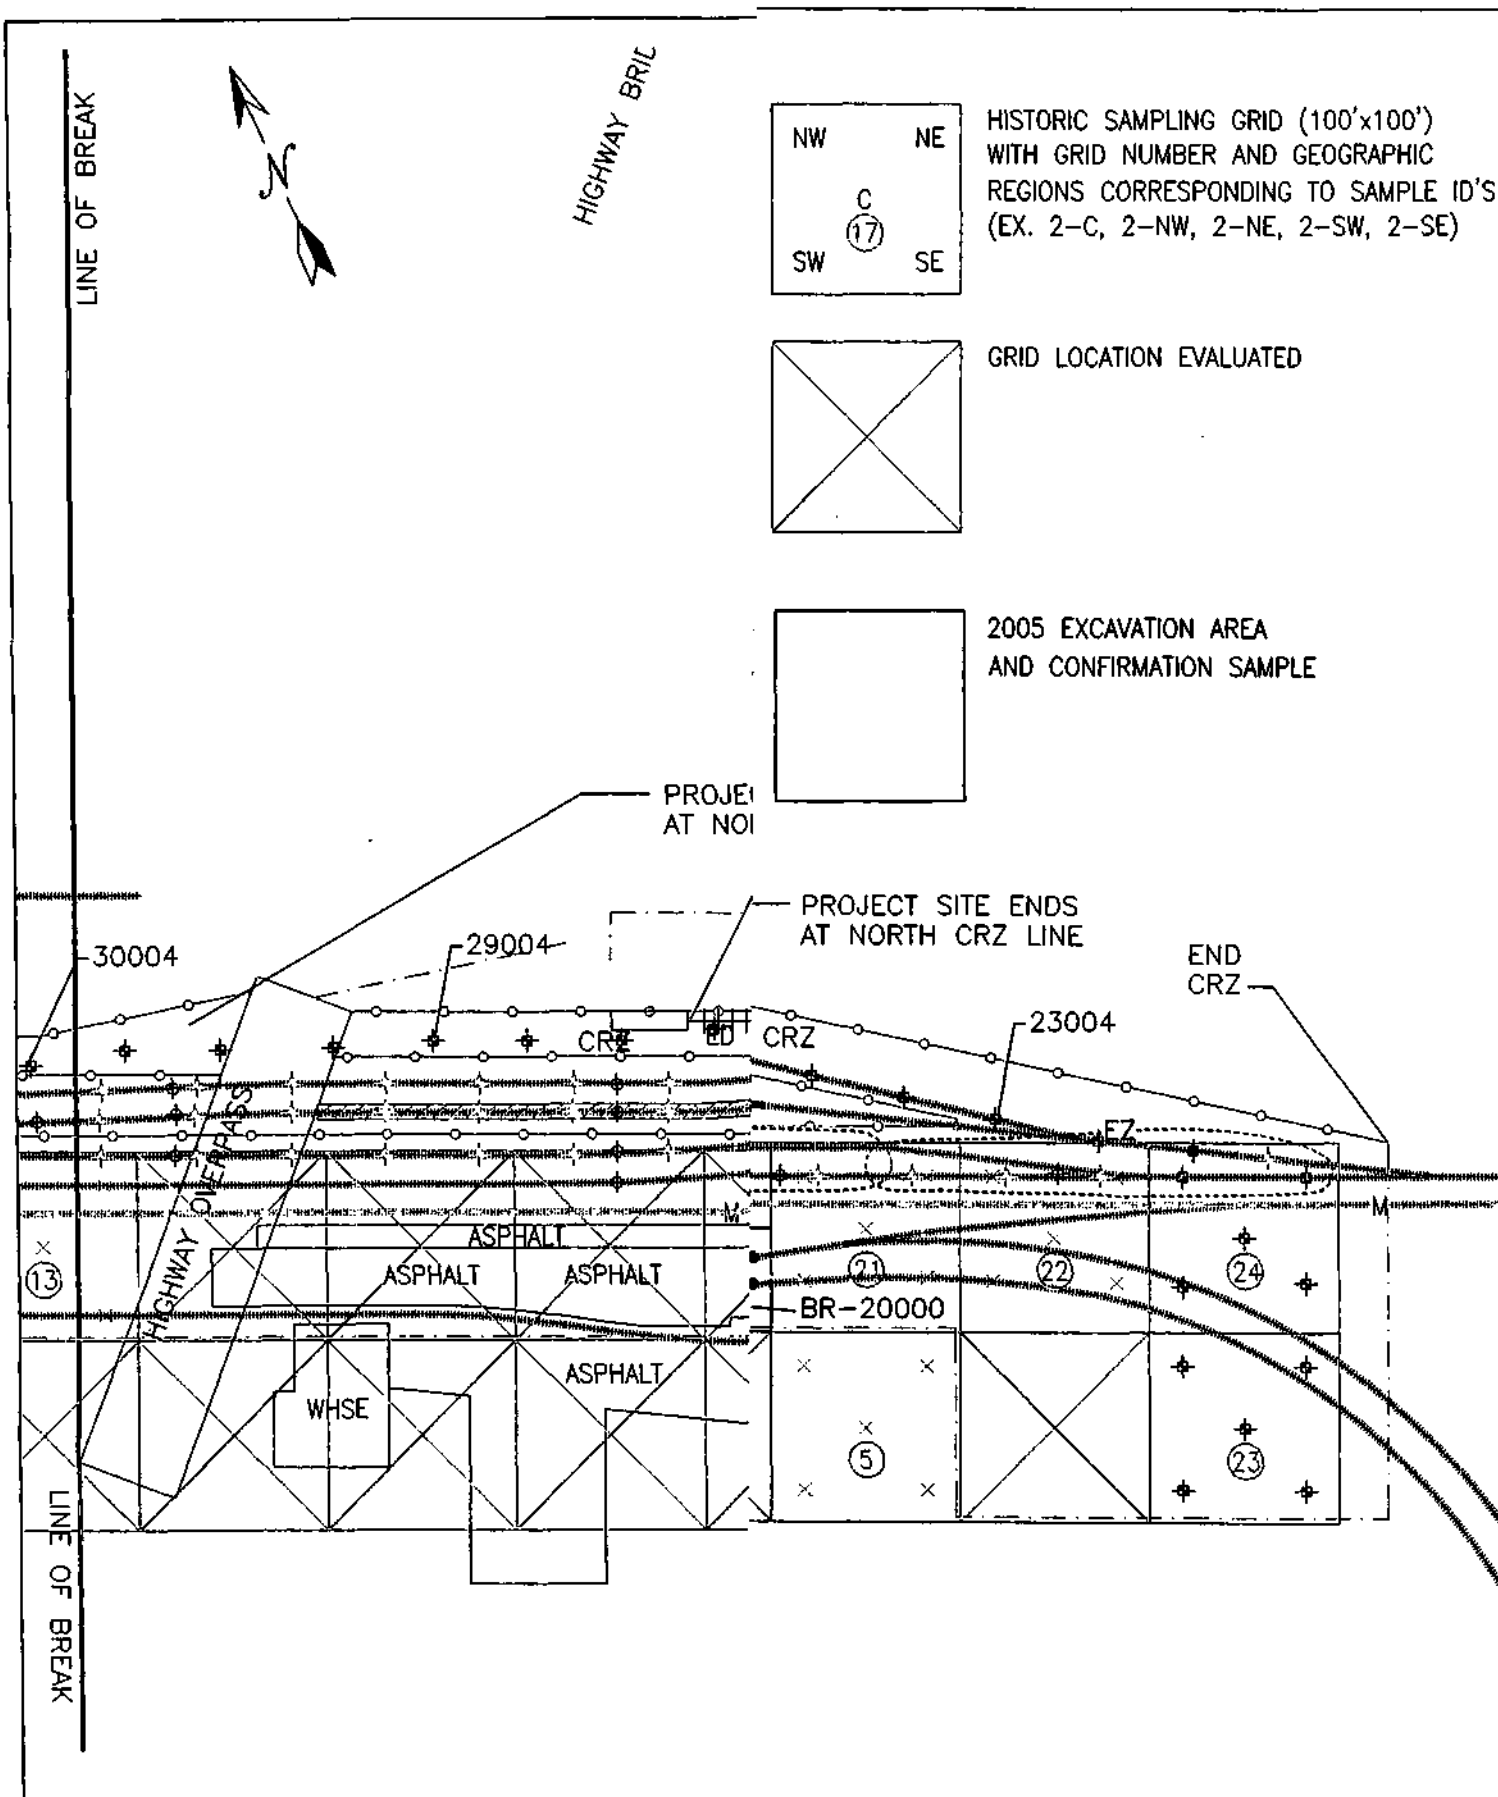 LINE OF BREAK
N
HIGHWAY BRID
NW NE
C
17
SW SE
HISTORIC SAMPLING GRID (100'x100')
WITH GRID NUMBER AND GEOGRAPHIC
REGIONS CORRESPONDING TO SAMPLE ID'S
(EX. 2-C, 2-NW, 2-NE, 2-SW, 2-SE)
GRID LOCATION EVALUATED
2005 EXCAVATION AREA
AND CONFIRMATION SAMPLE
PROJE
AT NO
PROJECT SITE ENDS
AT NORTH CRZ LINE
END
CRZ
30004
29004
23004
CRZ
ED
CRZ
EZ
M
M
HIGHWAY OVERPASS
ASPHALT
ASPHALT
ASPHALT
ASPHALT
13
21
22
24
BR-20000
WHSE
5
23
LINE OF BREAK